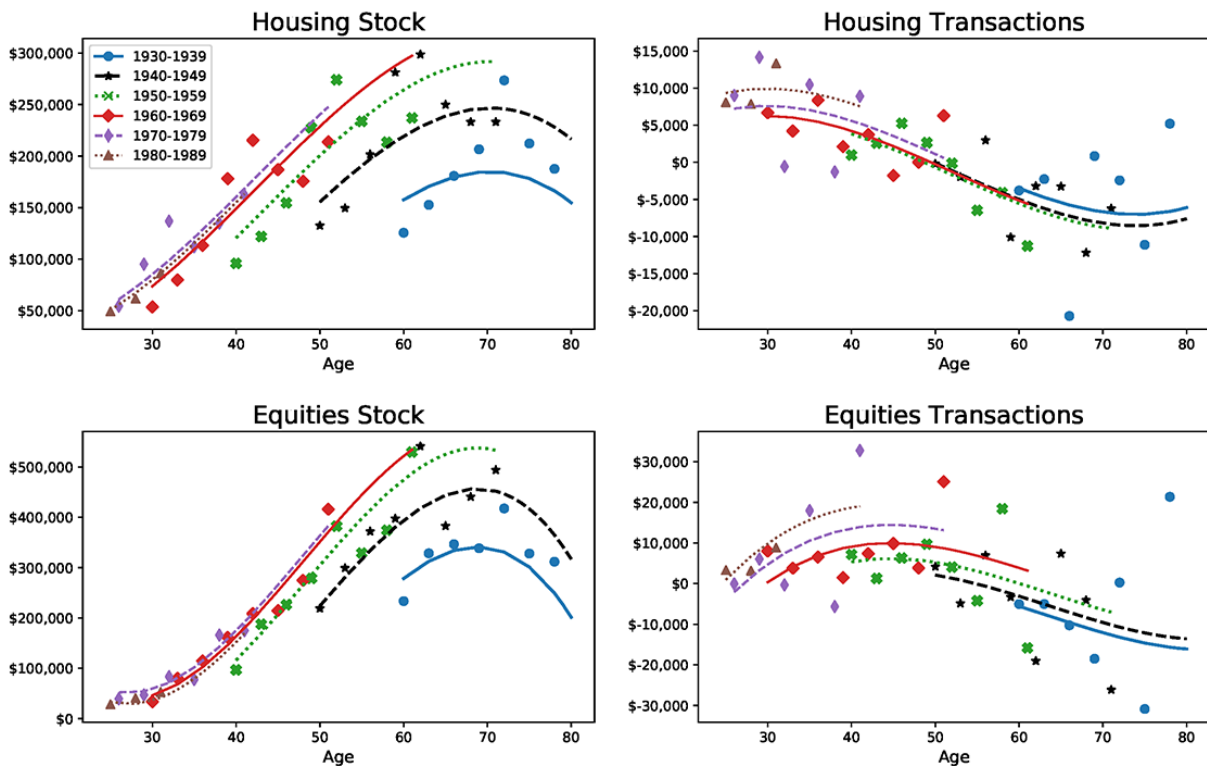 Housing Stock
$300,000
$250,000
$200,000
$150,000
$100,000
$50,000
1930-1939
1940-1949
1950-1959
1960-1969
1970-1979
1980-1989
30 40 50 60 70 80
Age
Housing Transactions
$15,000
$10,000
$5,000
$0
$-5,000
$-10,000
$-15,000
$-20,000
30 40 50 60 70 80
Age
Equities Stock
$500,000
$400,000
$300,000
$200,000
$100,000
$0
30 40 50 60 70 80
Age
Equities Transactions
$30,000
$20,000
$10,000
$0
$-10,000
$-20,000
$-30,000
30 40 50 60 70 80
Age